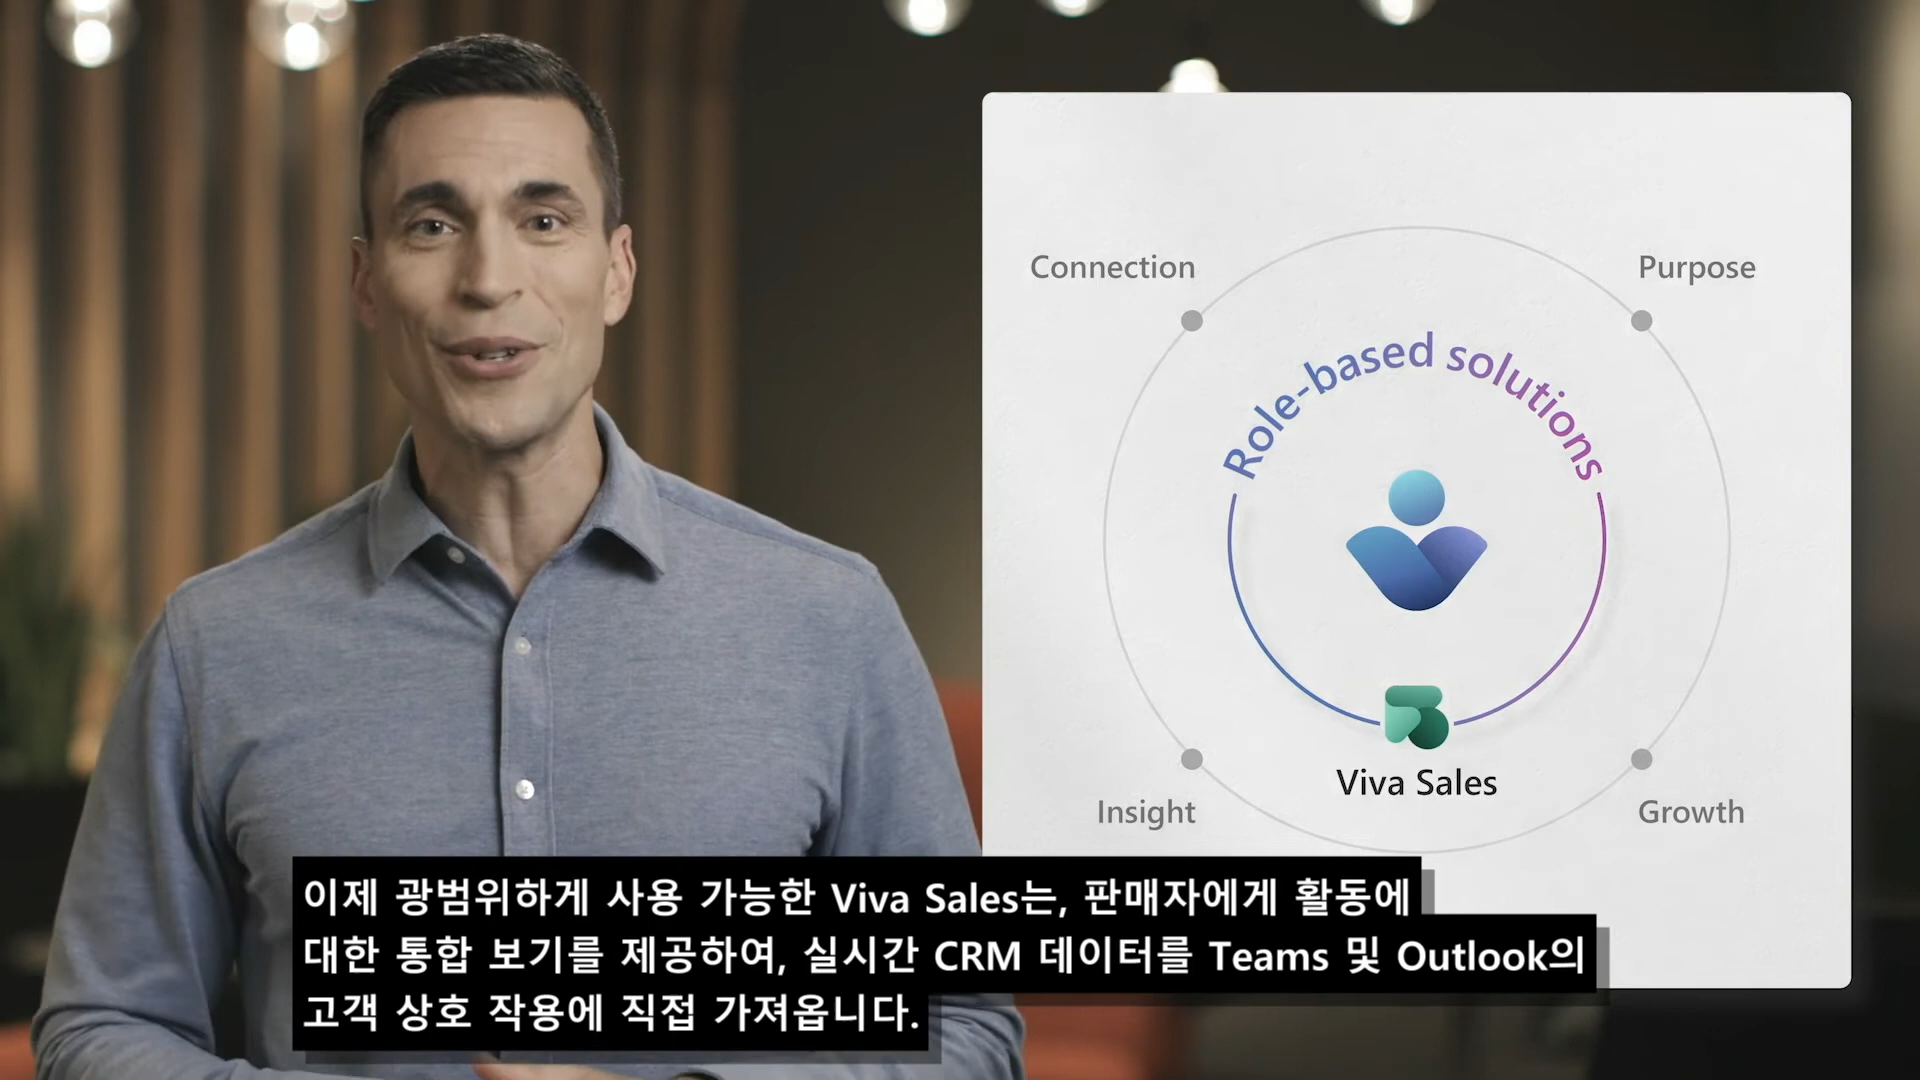 Connection
Purpose
Role-based solutions
Viva Sales
Insight
Growth
이제 광범위하게 사용 가능한 Viva Sales는, 판매자에게 활동에
대한 통합 보기를 제공하여, 실시간 CRM 데이터를 Teams 및 Outlook의
고객 상호 작용에 직접 가져옵니다.